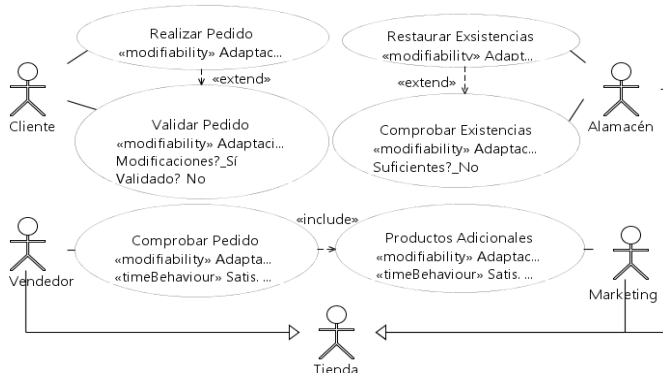 Realizar Pedido
«modifiability» Adaptac...
Restaurar Exsistencias
«modifiability» Adapt...
«extend»
«extend»
Cliente
Alamacén
Validar Pedido
«modifiability» Adaptaci...
Modificaciones?_Sí
Validado? No
Comprobar Existencias
«modifiability» Adaptac...
Suficientes?_No
«include»
Comprobar Pedido
«modifiability» Adapta...
«timeBehaviour» Satis. ...
Productos Adicionales
«modifiability» Adaptac...
«timeBehaviour» Satis. ...
Vendedor
Marketing
Tienda